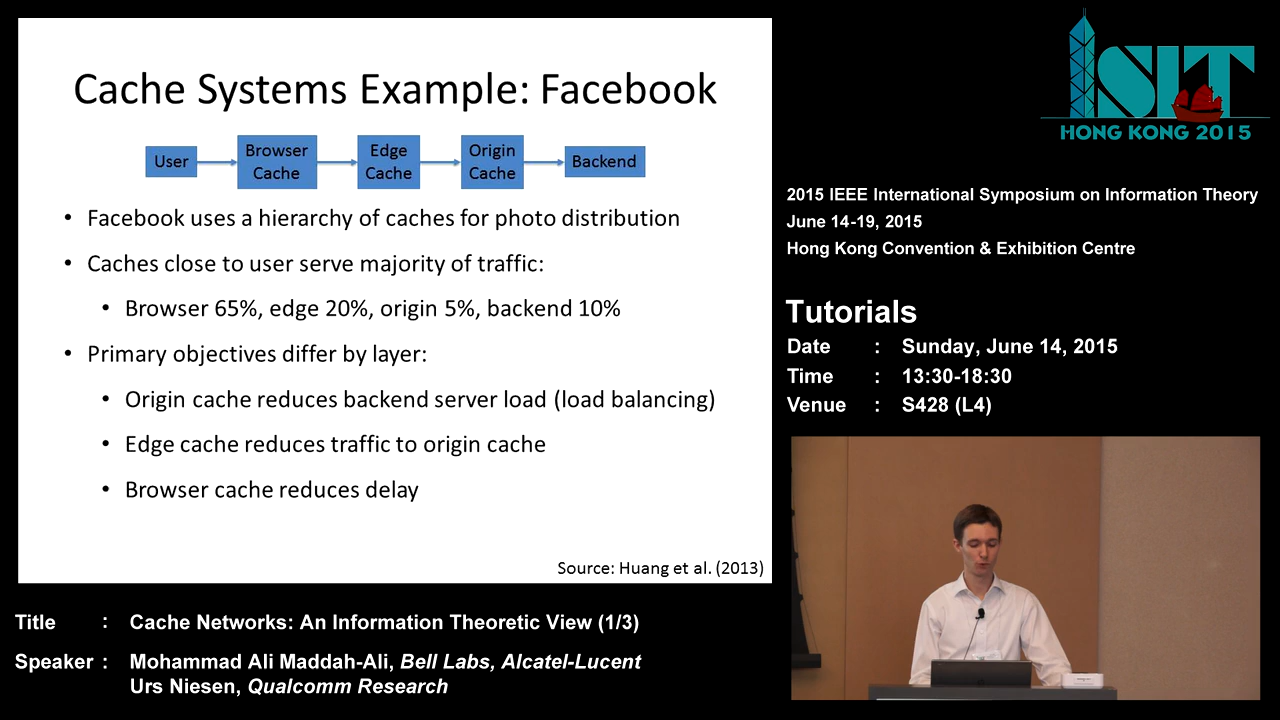 Cache Systems Example: Facebook
User
Browser
Cache
Edge
Cache
Origin
Cache
Backend
• Facebook uses a hierarchy of caches for photo distribution
• Caches close to user serve majority of traffic:
• Browser 65%, edge 20%, origin 5%, backend 10%
• Primary objectives differ by layer:
• Origin cache reduces backend server load (load balancing)
• Edge cache reduces traffic to origin cache
• Browser cache reduces delay
Source: Huang et al. (2013)
ISIT
HONG KONG 2015
2015 IEEE International Symposium on Information Theory
June 14-19, 2015
Hong Kong Convention & Exhibition Centre
Tutorials
Date : Sunday, June 14, 2015
Time : 13:30-18:30
Venue : S428 (L4)
Title : Cache Networks: An Information Theoretic View (1/3)
Speaker : Mohammad Ali Maddah-Ali, Bell Labs, Alcatel-Lucent
Urs Niesen, Qualcomm Research